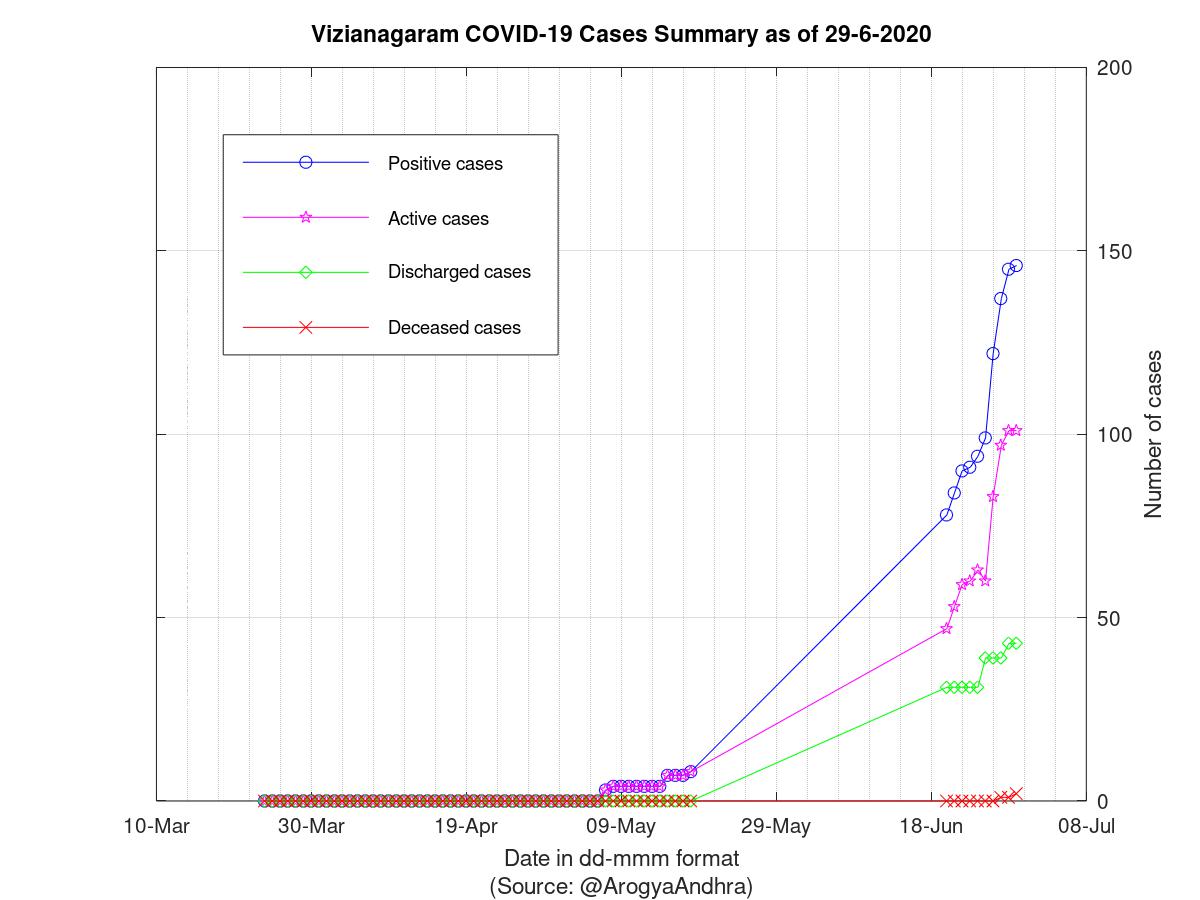 Vizianagaram COVID-19 Cases Summary as of 29-6-2020
Positive cases
Active cases
Discharged cases
Deceased cases
200
150
100
50
0
Number of cases
10-Mar 30-Mar 19-Apr 09-May 29-May 18-Jun 08-Jul
Date in dd-mmm format
(Source: @ArogyaAndhra)